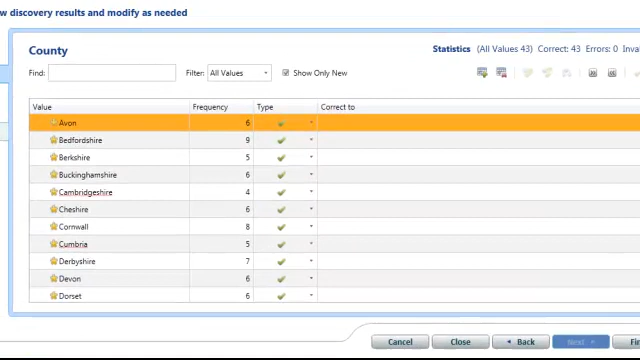 w discovery results and modify as needed
County
Statistics (All Values 43) Correct: 43 Errors: 0 Inval
Find: Filter: All Values Show Only New
Value Frequency Type Correct to
Avon 6
Bedfordshire 9
Berkshire 5
Buckinghamshire 6
Cambridgeshire 4
Cheshire 6
Cornwall 8
Cumbria 5
Derbyshire 7
Devon 6
Dorset 6
Cancel Close Back Next Fi